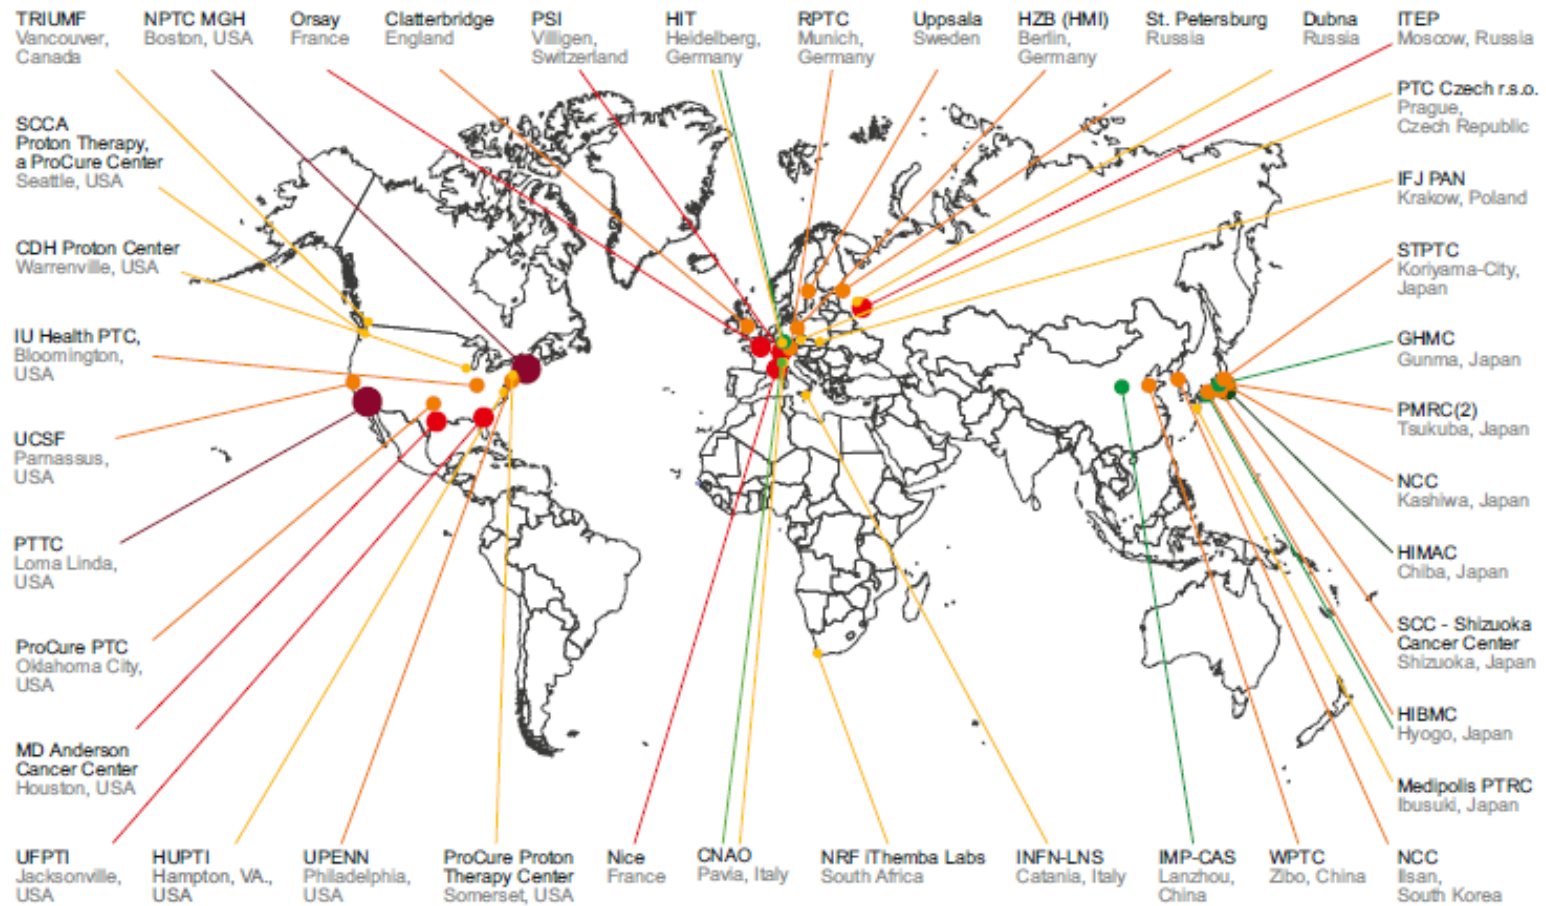 TRIUMF
Vancouver,
Canada
NPTC MGH
Boston, USA
Orsay
France
Clatterbridge
England
PSI
Villigen,
Switzerland
HIT
Heidelberg,
Germany
RPTC
Munich,
Germany
Uppsala
Sweden
HZB (HMI)
Berlin,
Germany
St. Petersburg
Russia
Dubna
Russia
ITEP
Moscow, Russia
SCCA
Proton Therapy,
a ProCure Center
Seattle, USA
CDH Proton Center
Warrenville, USA
IU Health PTC,
Bloomington,
USA
UCSF
Parnassus,
USA
PTTC
Loma Linda,
USA
ProCure PTC
Oklahoma City,
USA
MD Anderson
Cancer Center
Houston, USA
PTC Czech r.s.o.
Prague,
Czech Republic
IFJ PAN
Krakow, Poland
STPTC
Koriyama-City,
Japan
GHMC
Gunma, Japan
PMRC(2)
Tsukuba, Japan
NCC
Kashiwa, Japan
HIMAC
Chiba, Japan
SCC - Shizuoka
Cancer Center
Shizuoka, Japan
HIBMC
Hyogo, Japan
Medipolis PTRC
Ibusuki, Japan
UFPTI
Jacksonville,
USA
HUPTI
Hampton, VA.,
USA
UPENN
Philadelphia,
USA
ProCure Proton
Therapy Center
Somerset, USA
Nice
France
CNAO
Pavia, Italy
NRF iThemba Labs
South Africa
INFN-LNS
Catania, Italy
IMP-CAS
Lanzhou,
China
WPTC
Zibo, China
NCC
Ilsan,
South Korea